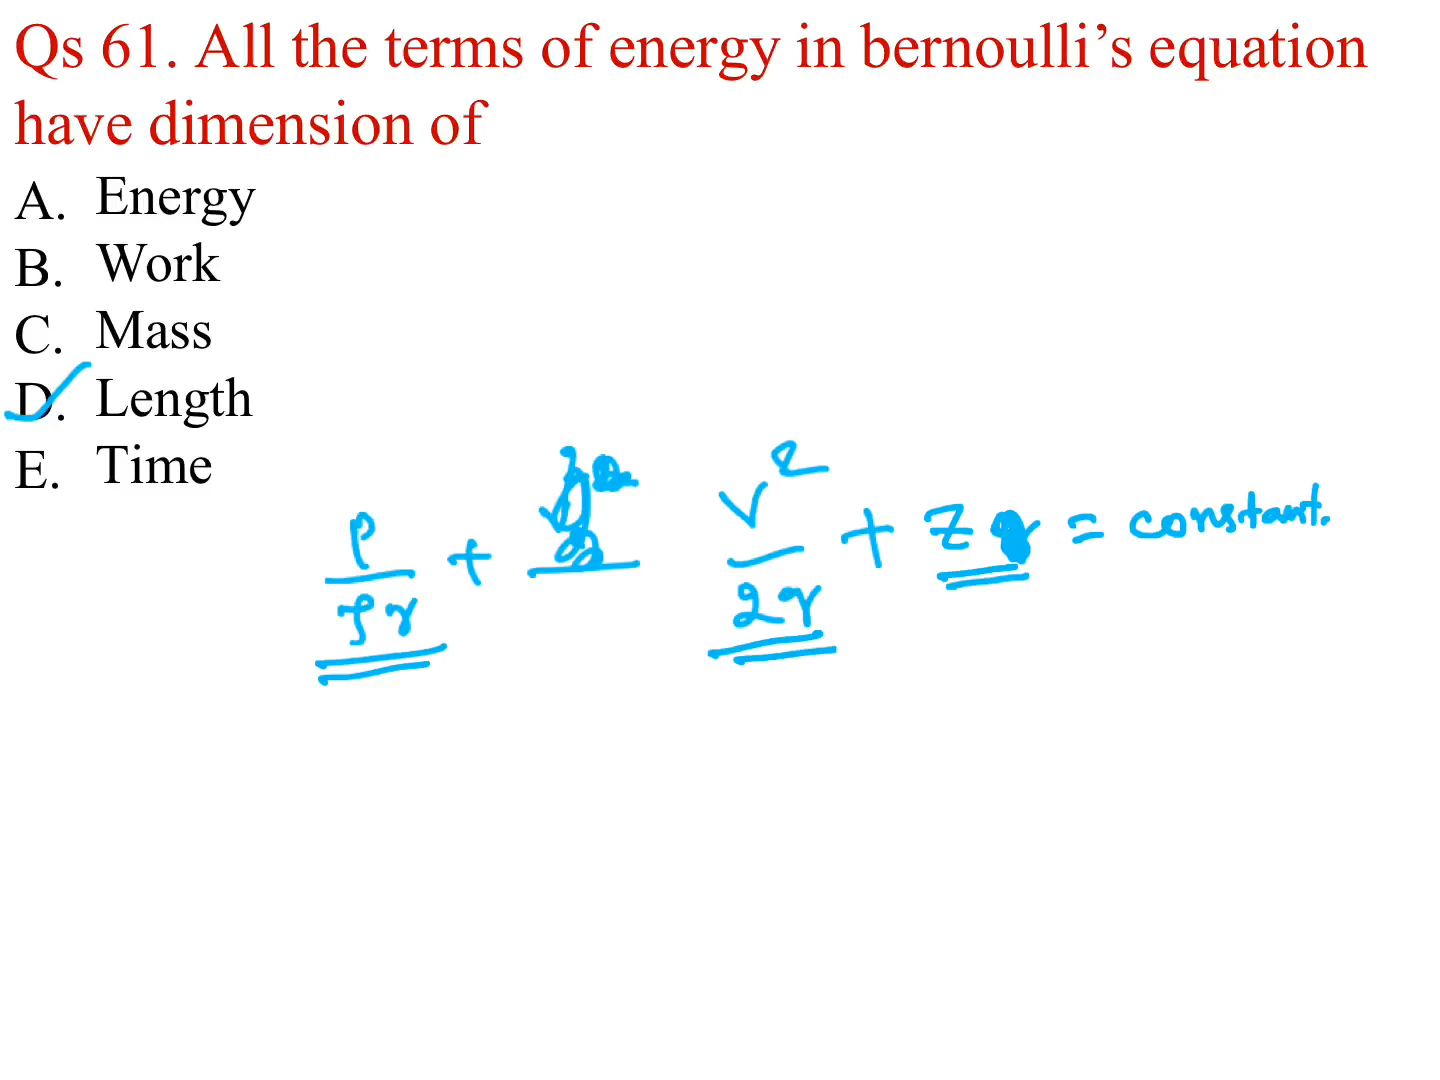 Qs 61. All the terms of energy in bernoulli’s equation
have dimension of
A. Energy
B. Work
C. Mass
D. Length
E. Time
P/ρg + v²/2g + z = constant.